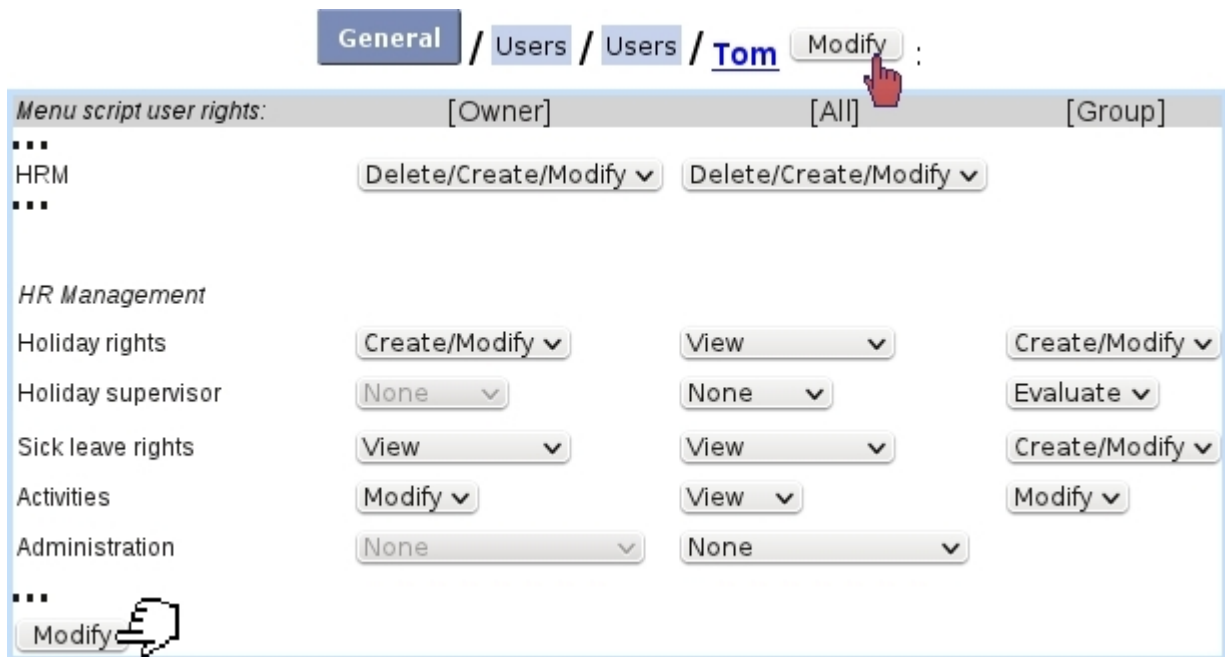 General / Users / Users / Tom Modify :
Menu script user rights: [Owner] [All] [Group]
...
HRM Delete/Create/Modify Delete/Create/Modify
...
HR Management
Holiday rights Create/Modify View Create/Modify
Holiday supervisor None None Evaluate
Sick leave rights View View Create/Modify
Activities Modify View Modify
Administration None None
...
Modify